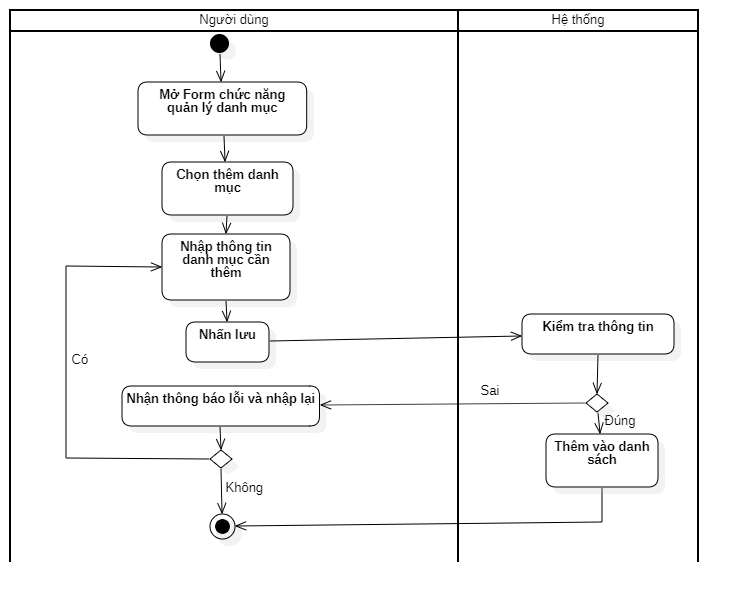 Người dùng
Hệ thống
Mở Form chức năng
quản lý danh mục
Chọn thêm danh
mục
Nhập thông tin
danh mục cần
thêm
Nhấn lưu
Kiểm tra thông tin
Có
Sai
Nhận thông báo lỗi và nhập lại
Đúng
Thêm vào danh
sách
Không